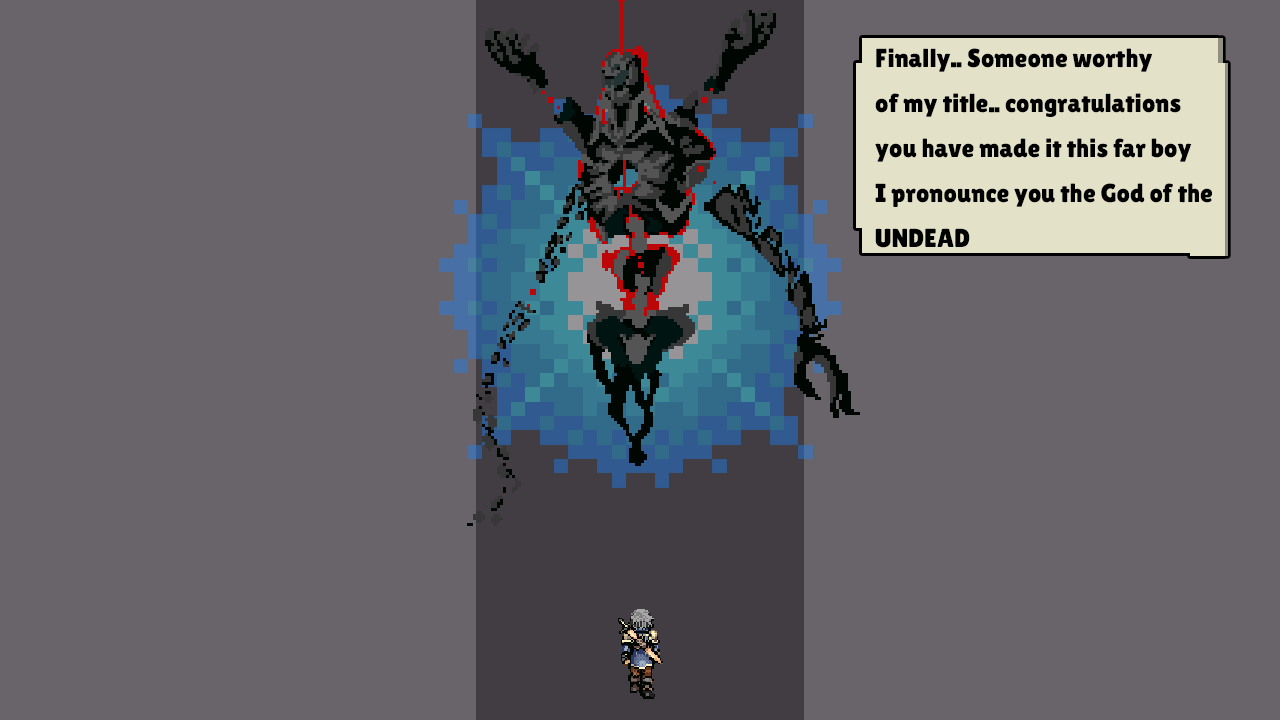 Finally.. Someone worthy
of my title.. congratulations
you have made it this far boy
I pronounce you the God of the
UNDEAD